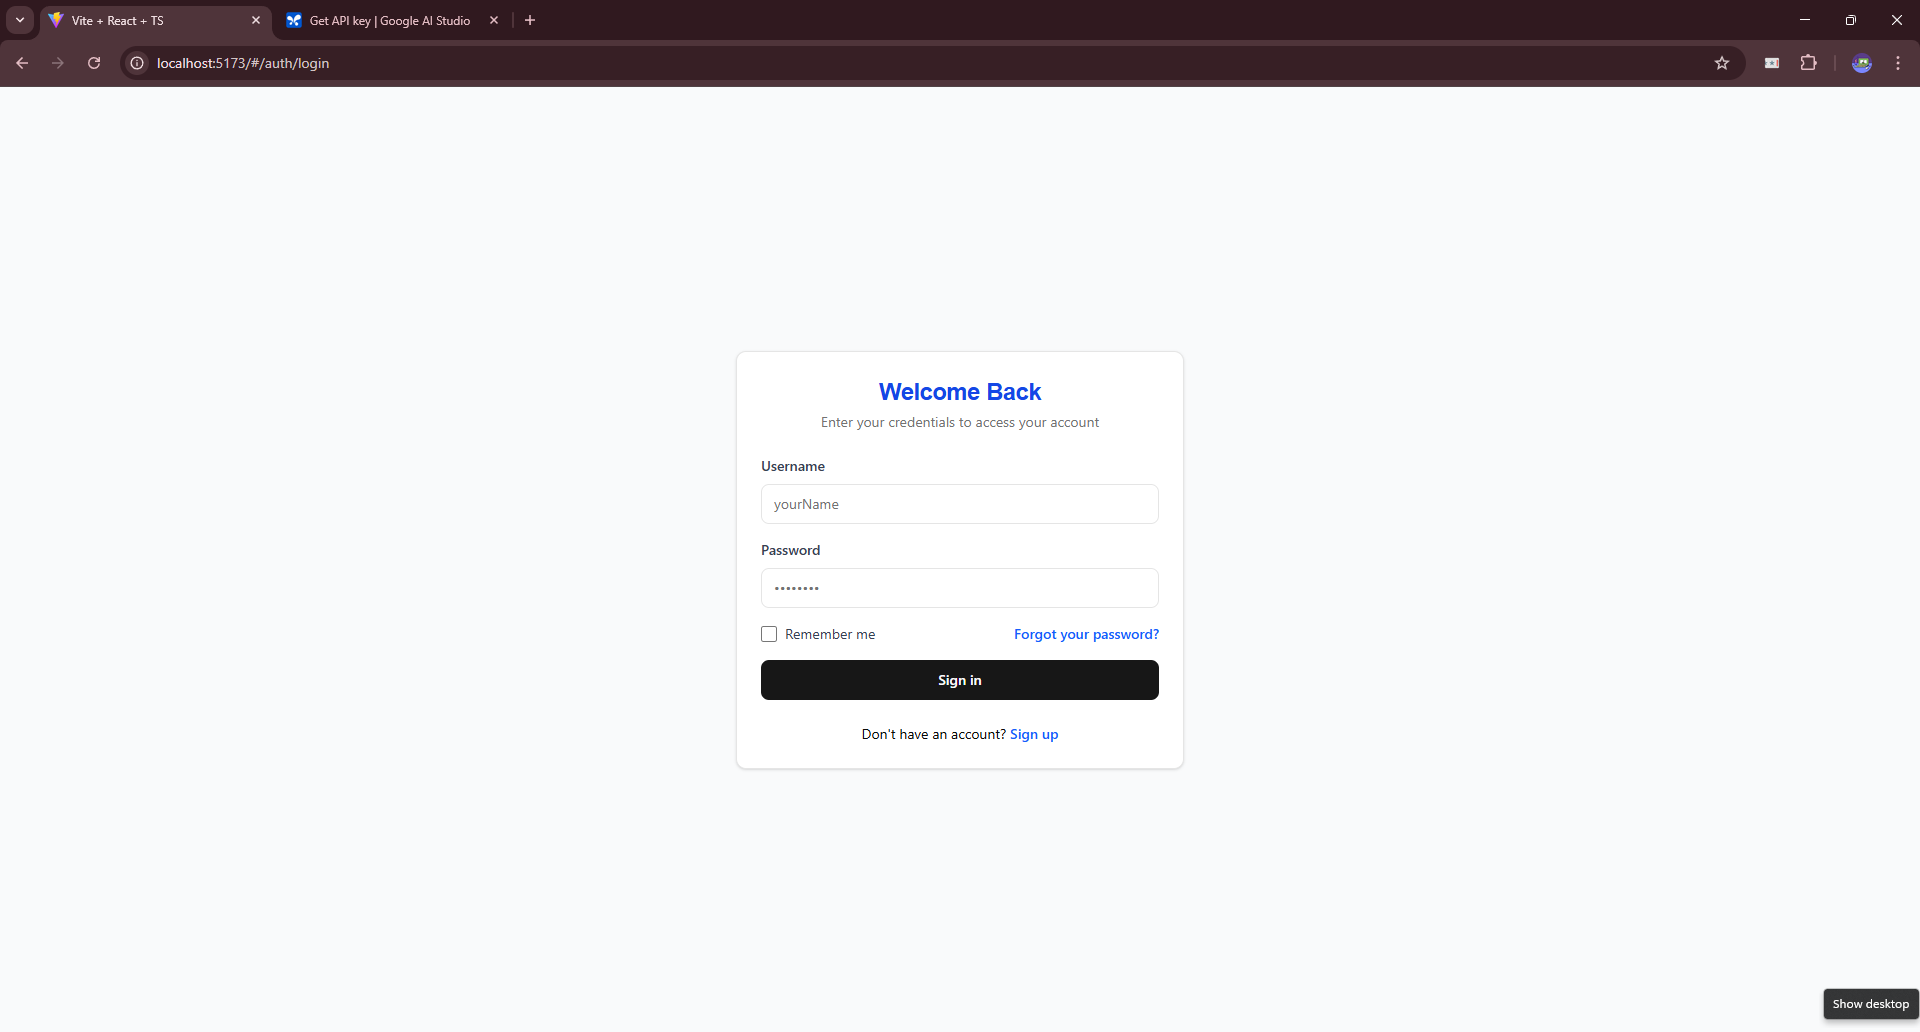 Vite + React + TS
Get API key | Google AI Studio
localhost:5173/#/auth/login
Welcome Back
Enter your credentials to access your account
Username
yourName
Password
••••••••
Remember me
Forgot your password?
Sign in
Don't have an account? Sign up
Show desktop